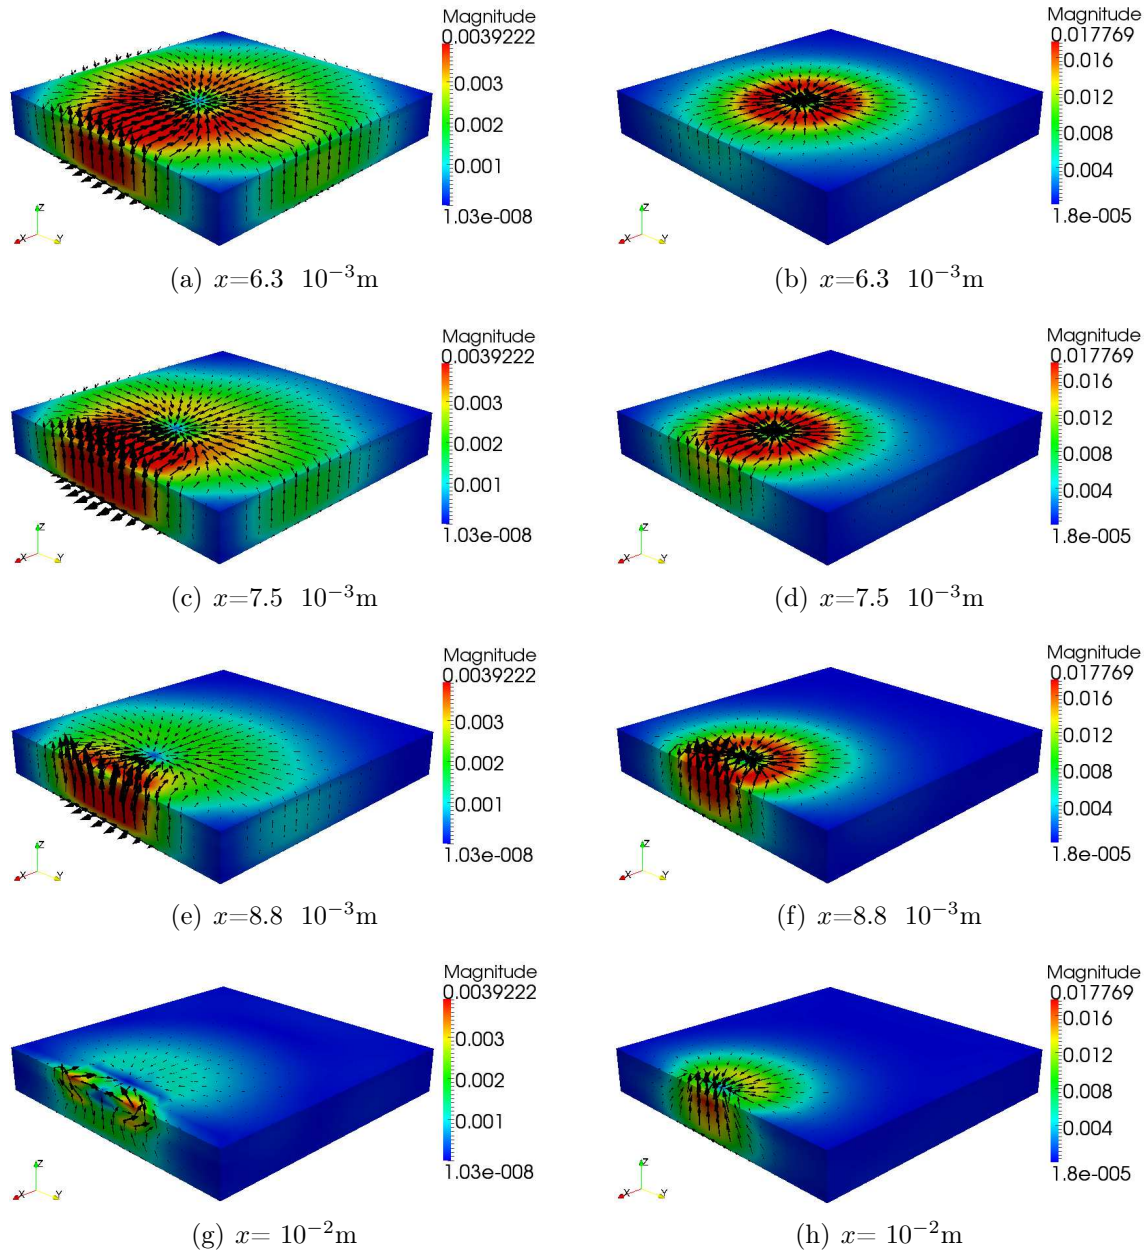 Magnitude
0.0039222
0.003
0.002
0.001
1.03e-008
Z
X
Y
(a) x=6.3 10⁻³m
Magnitude
0.017769
0.016
0.012
0.008
0.004
1.8e-005
Z
X
Y
(b) x=6.3 10⁻³m
Magnitude
0.0039222
0.003
0.002
0.001
1.03e-008
Z
X
Y
(c) x=7.5 10⁻³m
Magnitude
0.017769
0.016
0.012
0.008
0.004
1.8e-005
Z
X
Y
(d) x=7.5 10⁻³m
Magnitude
0.0039222
0.003
0.002
0.001
1.03e-008
Z
X
Y
(e) x=8.8 10⁻³m
Magnitude
0.017769
0.016
0.012
0.008
0.004
1.8e-005
Z
X
Y
(f) x=8.8 10⁻³m
Magnitude
0.0039222
0.003
0.002
0.001
1.03e-008
Z
X
Y
(g) x= 10⁻²m
Magnitude
0.017769
0.016
0.012
0.008
0.004
1.8e-005
Z
X
Y
(h) x= 10⁻²m